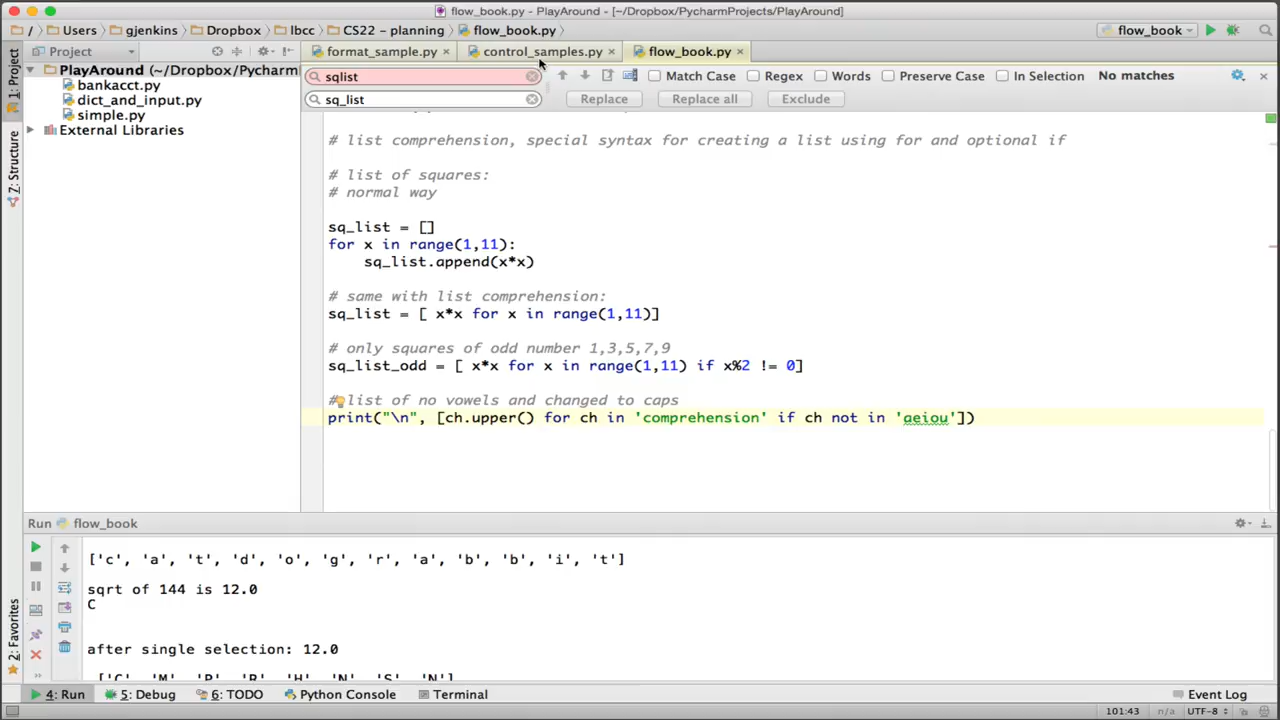 flow_book.py - PlayAround - [~/Dropbox/PycharmProjects/PlayAround]
/ Users gjenkins Dropbox lbcc CS22 - planning flow_book.py flow_book
1: Project
Project format_sample.py × control_samples.py × flow_book.py ×
PlayAround (~/Dropbox/Pycharm
bankacct.py
dict_and_input.py
simple.py
External Libraries
Z: Structure
2: Favorites
sqlist Match Case Regex Words Preserve Case In Selection No matches
sq_list Replace Replace all Exclude
# list comprehension, special syntax for creating a list using for and optional if
# list of squares:
# normal way
sq_list = []
for x in range(1,11):
sq_list.append(x*x)
# same with list comprehension:
sq_list = [ x*x for x in range(1,11)]
# only squares of odd number 1,3,5,7,9
sq_list_odd = [ x*x for x in range(1,11) if x%2 != 0]
# list of no vowels and changed to caps
print("\n", [ch.upper() for ch in 'comprehension' if ch not in 'aeiou'])
Run flow_book
['c', 'a', 't', 'd', 'o', 'g', 'r', 'a', 'b', 'b', 'i', 't']
sqrt of 144 is 12.0
C
after single selection: 12.0
['C', 'M', 'P', 'R', 'H', 'N', 'S', 'N']
4: Run 5: Debug 6: TODO Python Console Terminal Event Log
101:43 n/a UTF-8